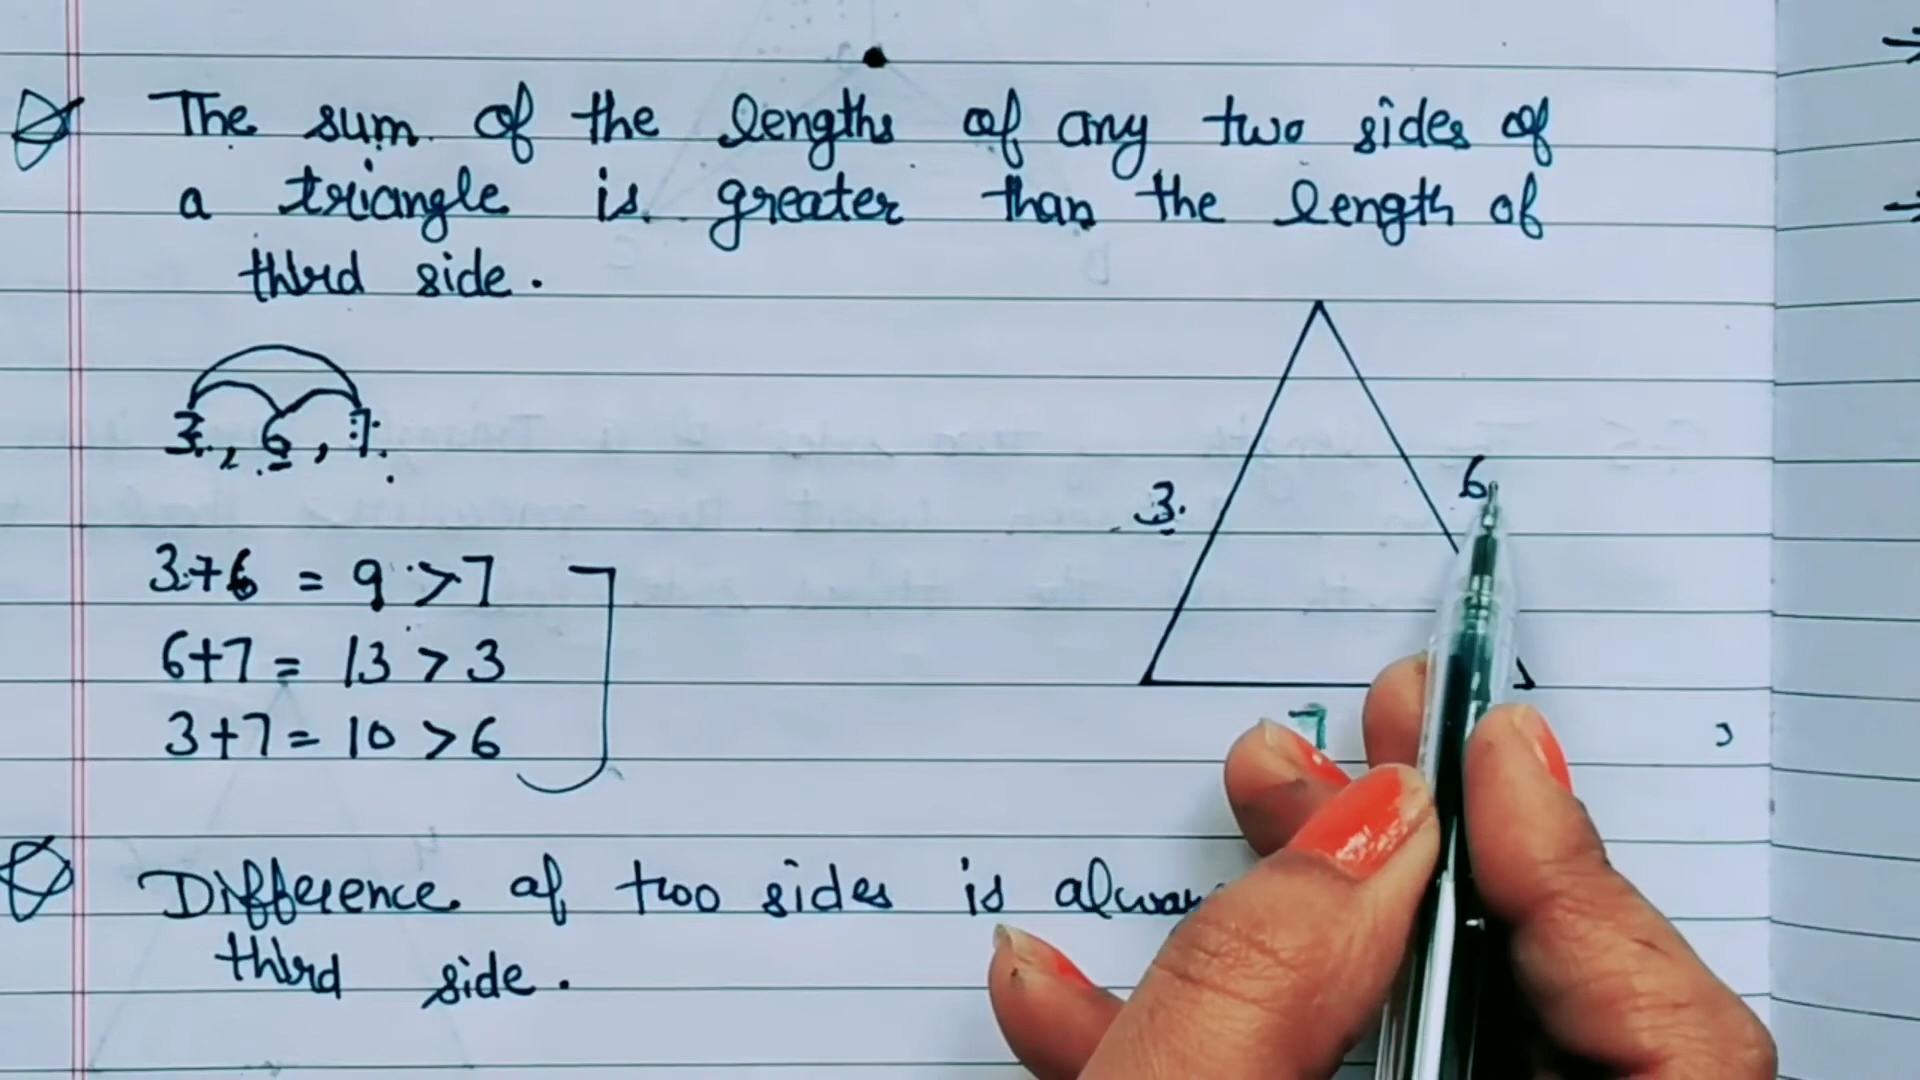 The sum of the lengths of any two sides of
a triangle is greater than the length of
third side.
3, 6, 7
3
6
3+6 = 9 >7
6+7 = 13 > 3
3+7 = 10 > 6
7
Difference of two sides is
third side.